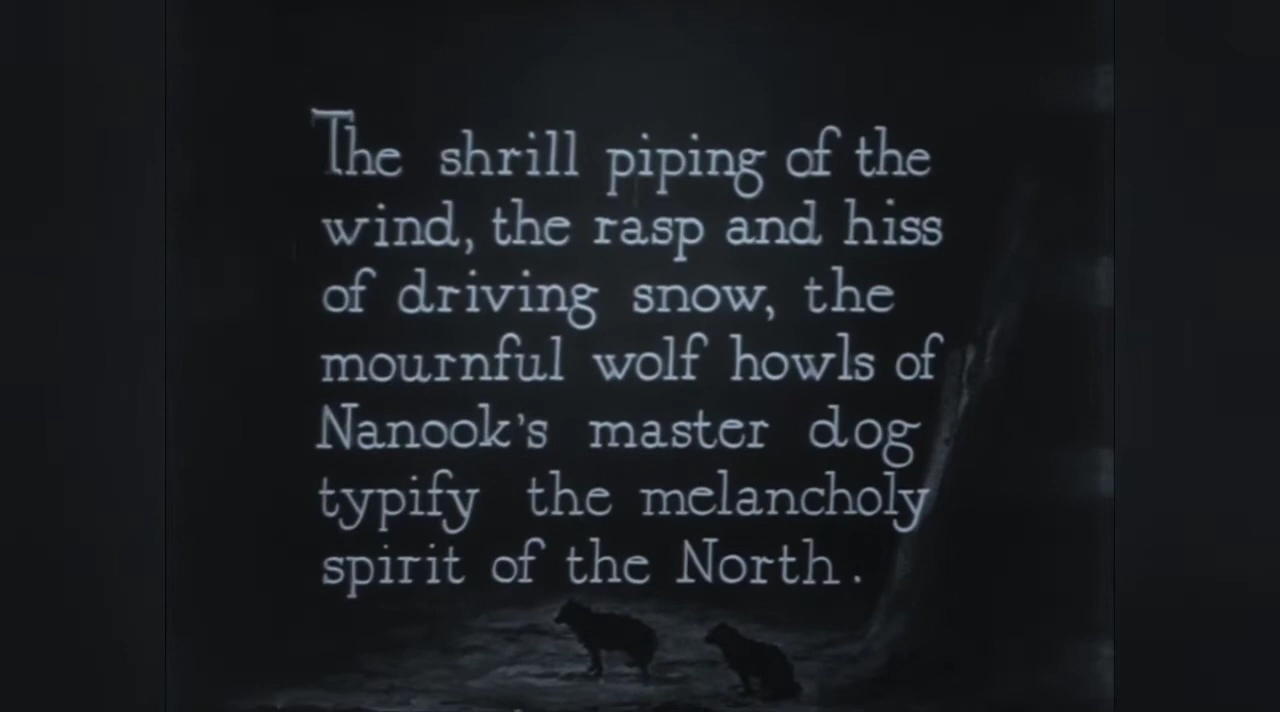 The shrill piping of the
wind, the rasp and hiss
of driving snow, the
mournful wolf howls of
Nanook's master dog
typify the melancholy
spirit of the North.